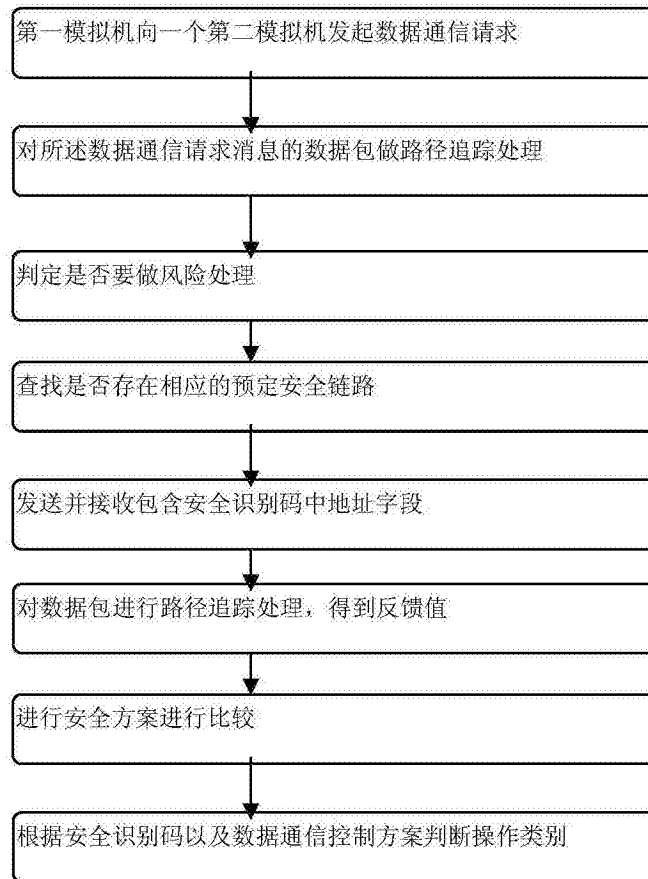 第一模拟机向一个第二模拟机发起数据通信请求
对所述数据通信请求消息的数据包做路径追踪处理
判定是否要做风险处理
查找是否存在相应的预定安全链路
发送并接收包含安全识别码中地址字段
对数据包进行路径追踪处理，得到反馈值
进行安全方案进行比较
根据安全识别码以及数据通信控制方案判断操作类别